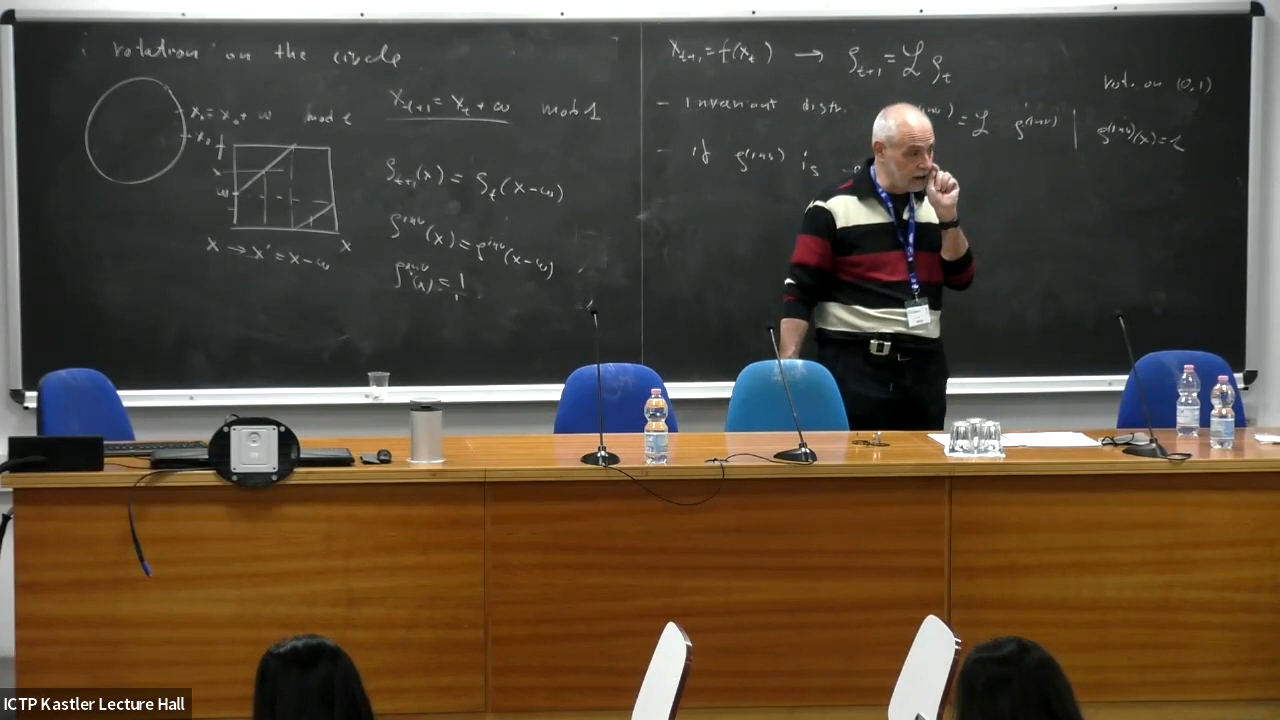 rotation on the circle
x₁ = x₀ + ω mod 1
x₀
x
ω
x
x → x' = x - ω
x_{t+1} = x_t + ω mod 1
ρ_{t+1}(x) = ρ_t(x-ω)
ρ^{inv}(x) = ρ^{inv}(x-ω)
x_{t+1} = f(x_t) → ρ_{t+1} = ℒ ρ_t
rot. on (0,1)
- invariant distr. = ℒ ρ^{(inv)} | ρ^{(inv)}(x) =
- if ρ^{(inv)} is
ICTP Kastler Lecture Hall